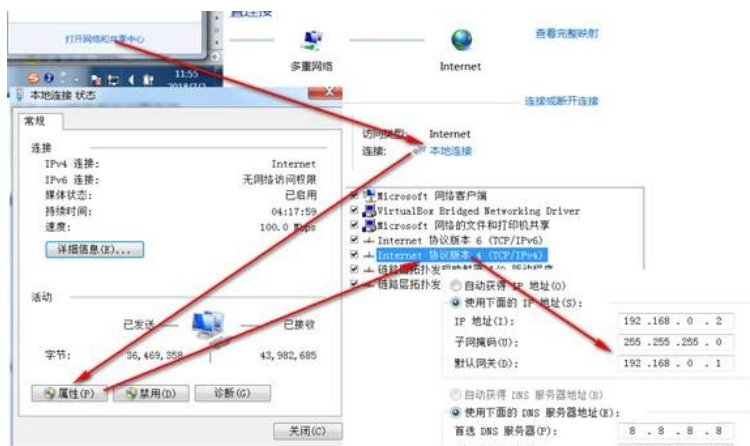 打开网络和共享中心
11:55
本地连接 状态
常规
连接
IPv4 连接: Internet
IPv6 连接: 无网络访问权限
媒体状态: 已启用
持续时间: 04:17:59
速度: 100.0 Mbps
详细信息(E)...
活动
已发送 已接收
字节: 36,469,358 43,982,685
属性(P) 禁用(D) 诊断(G)
关闭(C)
查看完整映射
多重网络 Internet
连接或断开连接
访问类型: Internet
连接: 本地连接
Microsoft 网络客户端
VirtualBox Bridged Networking Driver
Microsoft 网络的文件和打印机共享
Internet 协议版本 6 (TCP/IPv6)
Internet 协议版本 4 (TCP/IPv4)
链路层拓扑发现映射器 I/O 驱动程序
链路层拓扑发
自动获得 IP 地址(O)
使用下面的 IP 地址(S):
IP 地址(I): 192 .168 . 0 . 2
子网掩码(U): 255 .255 .255 . 0
默认网关(D): 192 .168 . 0 . 1
自动获得 DNS 服务器地址(B)
使用下面的 DNS 服务器地址(E):
首选 DNS 服务器(P): 8 . 8 . 8 . 8